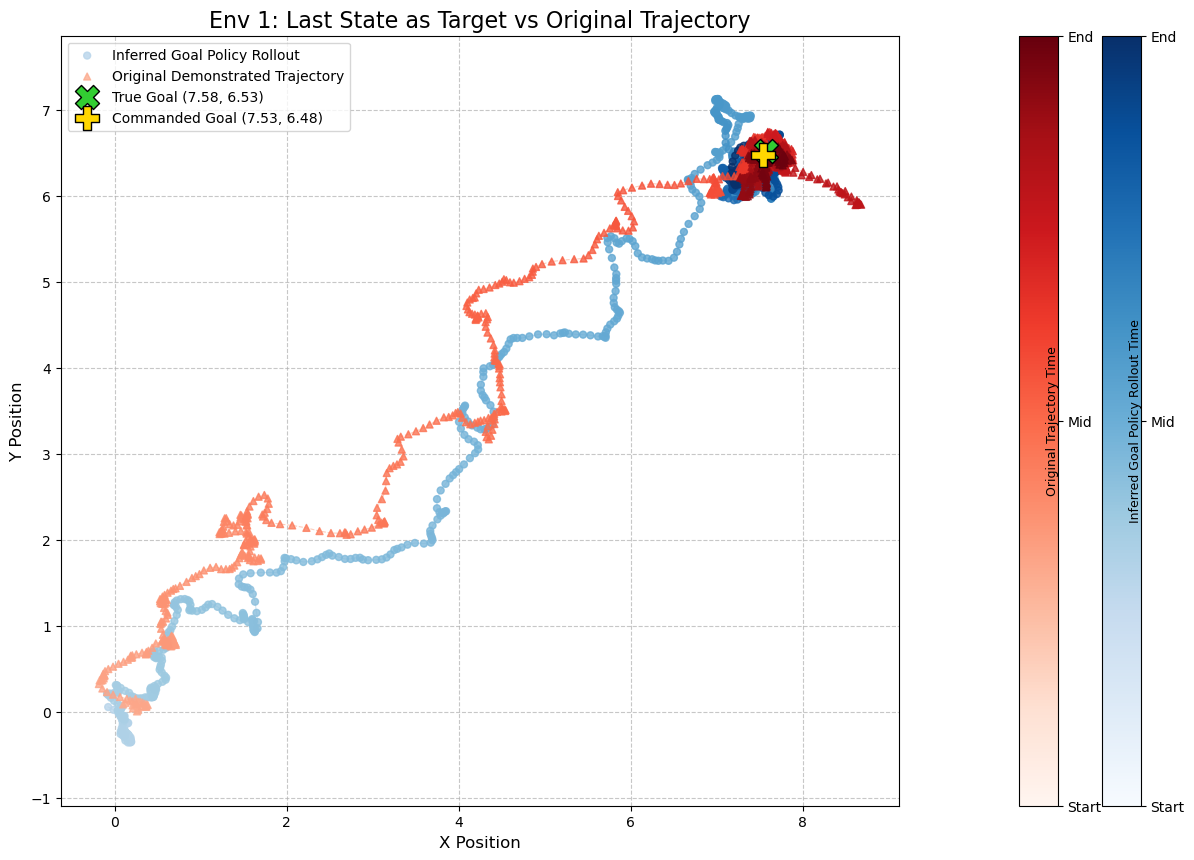 Env 1: Last State as Target vs Original Trajectory
Inferred Goal Policy Rollout
Original Demonstrated Trajectory
True Goal (7.58, 6.53)
Commanded Goal (7.53, 6.48)
Y Position
7
6
5
4
3
2
1
0
−1
0
2
4
6
8
X Position
End
Mid
Start
Original Trajectory Time
End
Mid
Start
Inferred Goal Policy Rollout Time